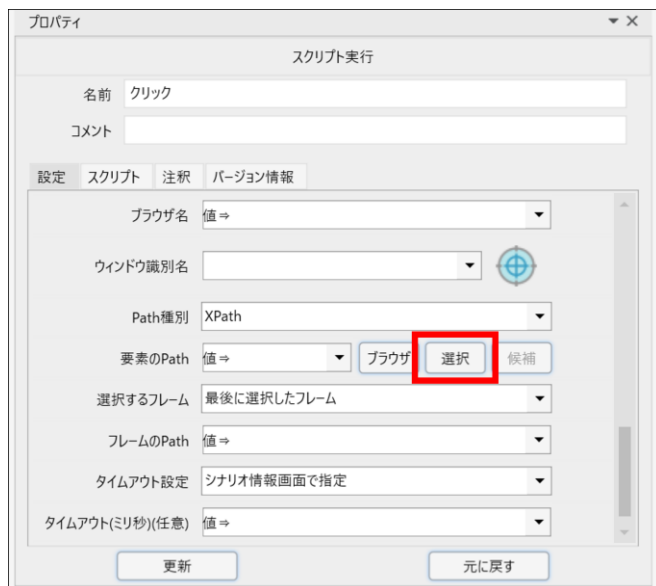 プロパティ
スクリプト実行
名前 クリック
コメント
設定 スクリプト 注釈 バージョン情報
ブラウザ名 値⇒
ウィンドウ識別名
Path種別 XPath
要素のPath 値⇒ ブラウザ 選択 候補
選択するフレーム 最後に選択したフレーム
フレームのPath 値⇒
タイムアウト設定 シナリオ情報画面で指定
タイムアウト(ミリ秒)(任意) 値⇒
更新 元に戻す